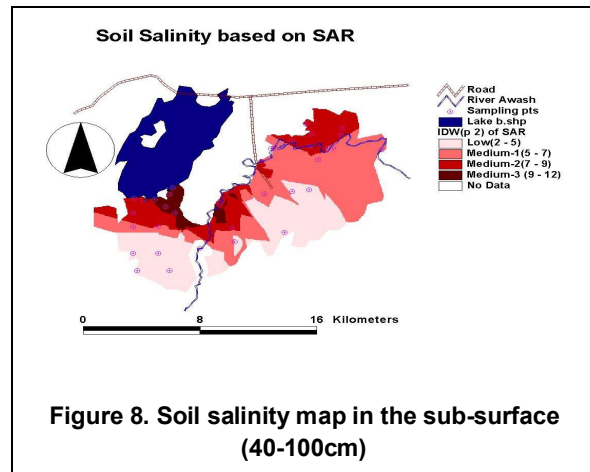 Soil Salinity based on SAR
Road
River Awash
Sampling pts
Lake b.shp
IDW(p 2) of SAR
Low(2 - 5)
Medium-1(5 - 7)
Medium-2(7 - 9)
Medium-3 (9 - 12)
No Data
0 8 16 Kilometers
Figure 8. Soil salinity map in the sub-surface
(40-100cm)